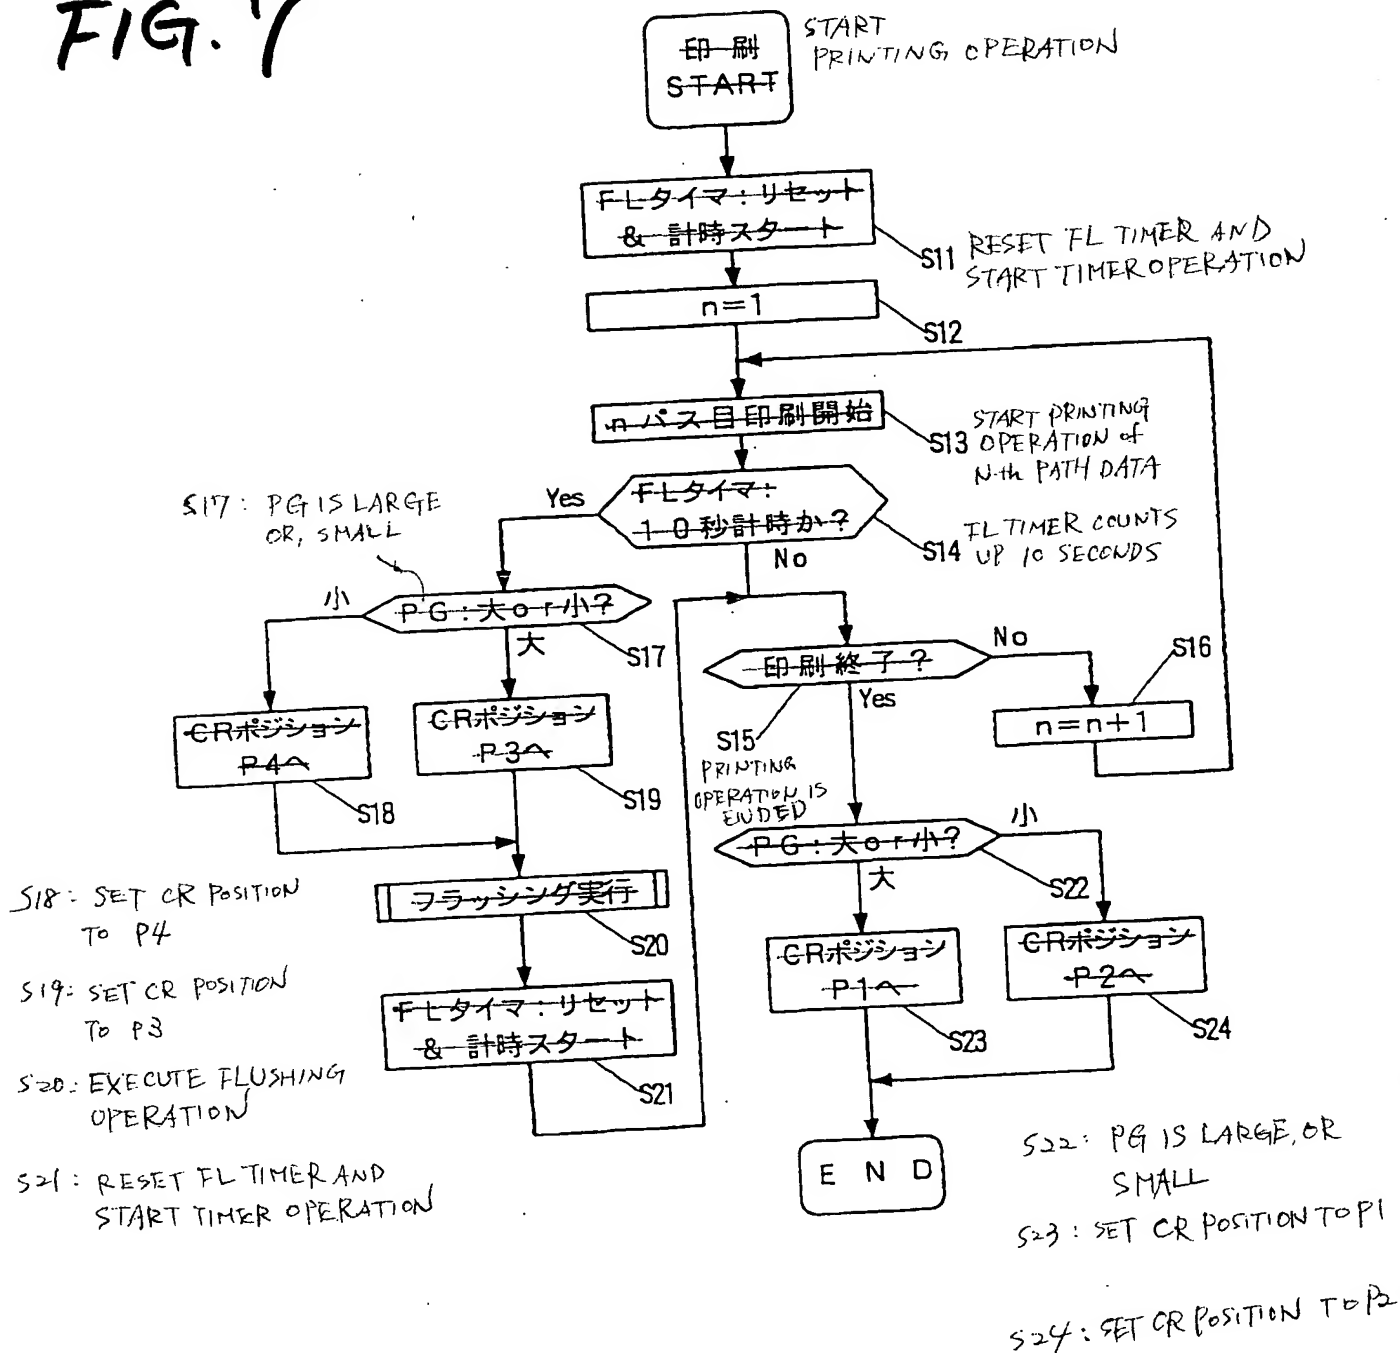 FIG. 7
印刷
START
START
PRINTING OPERATION
FLタイマ:リセット
& 計時スタート
S11 RESET FL TIMER AND
START TIMER OPERATION
n=1
S12
nパス目印刷開始
S13 START PRINTING
OPERATION of
N-th PATH DATA
S17: PG IS LARGE
OR, SMALL
Yes
FLタイマ:
10秒計時か?
S14 FL TIMER COUNTS
UP 10 SECONDS
No
小
PG:大or小?
大
S17
印刷終了?
No
S16
Yes
n=n+1
S15
PRINTING
OPERATION IS
ENDED
CRポジション
P4へ
S18
CRポジション
P3へ
S19
PG:大or小?
小
大
S22
フラッシング実行
S20
S18: SET CR POSITION
TO P4
S19: SET CR POSITION
TO P3
CRポジション
P1へ
S23
CRポジション
P2へ
S24
FLタイマ:リセット
& 計時スタート
S21
S20: EXECUTE FLUSHING
OPERATION
S21: RESET FL TIMER AND
START TIMER OPERATION
END
S22: PG IS LARGE, OR
SMALL
S23: SET CR POSITION TO P1
S24: SET CR POSITION TO P2